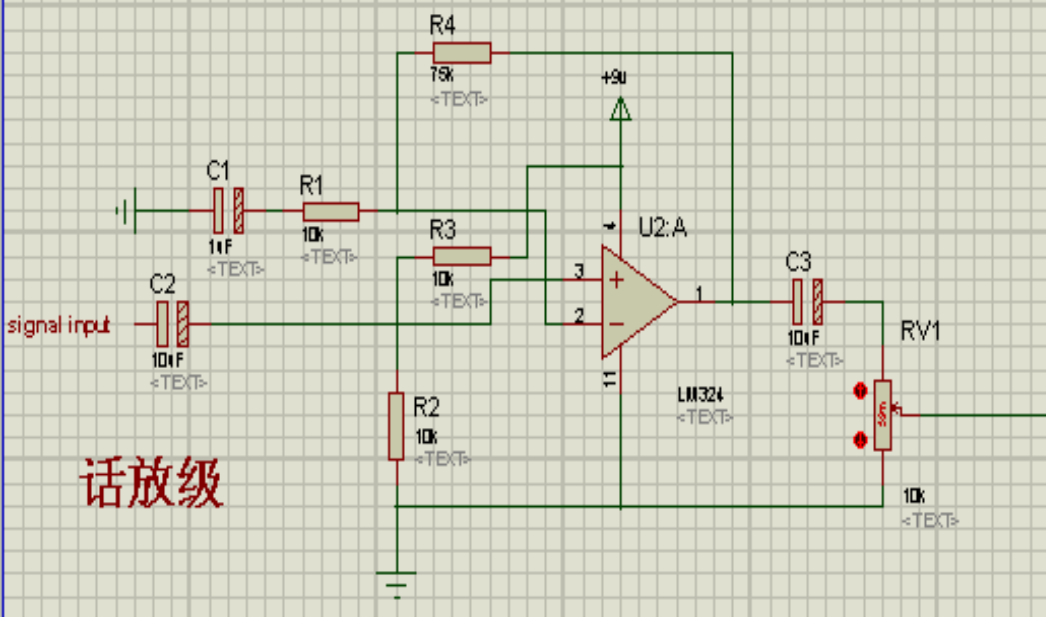 R4
75k
<TEXT>
+9v
C1
1uF
<TEXT>
R1
10k
<TEXT>
R3
10k
<TEXT>
4
U2:A
3
2
1
11
LM324
<TEXT>
C2
signal input
10uF
<TEXT>
C3
10uF
<TEXT>
RV1
10k
<TEXT>
R2
10k
<TEXT>
话放级